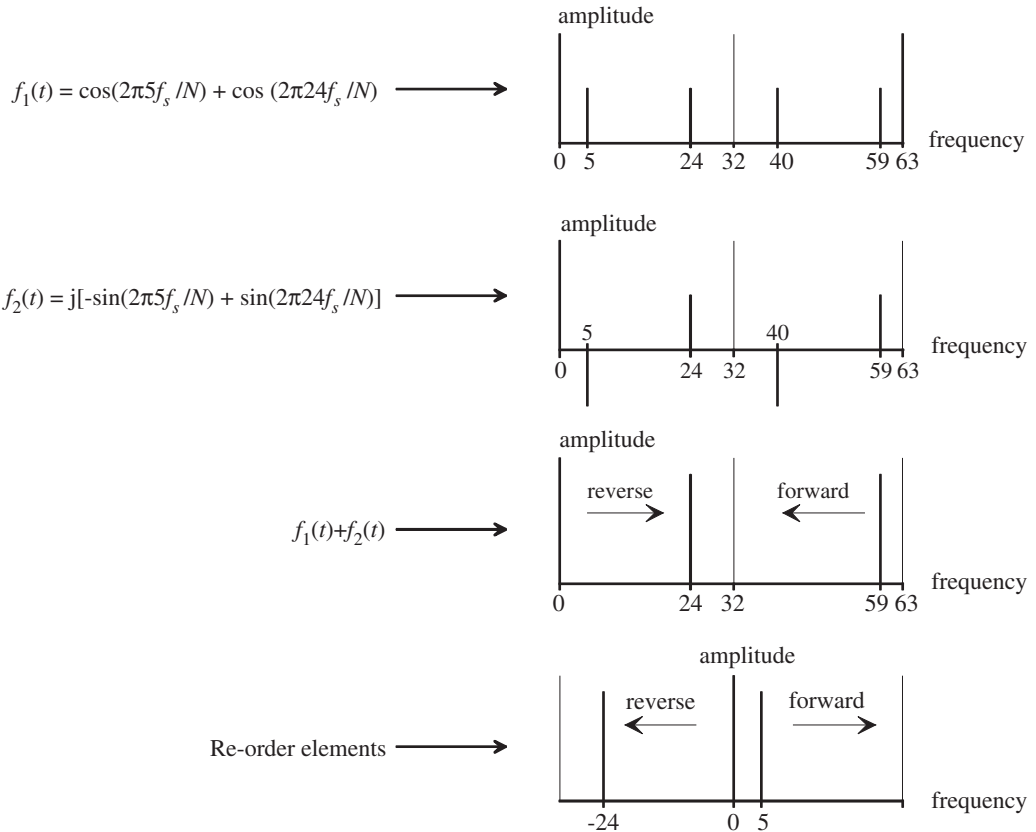 amplitude
f₁(t) = cos(2π5fₛ/N) + cos (2π24fₛ/N)
frequency
0 5 24 32 40 59 63
amplitude
f₂(t) = j[-sin(2π5fₛ/N) + sin(2π24fₛ/N)]
5 40
frequency
0 24 32 59 63
amplitude
reverse forward
f₁(t)+f₂(t)
frequency
0 24 32 59 63
amplitude
reverse forward
Re-order elements
frequency
-24 0 5